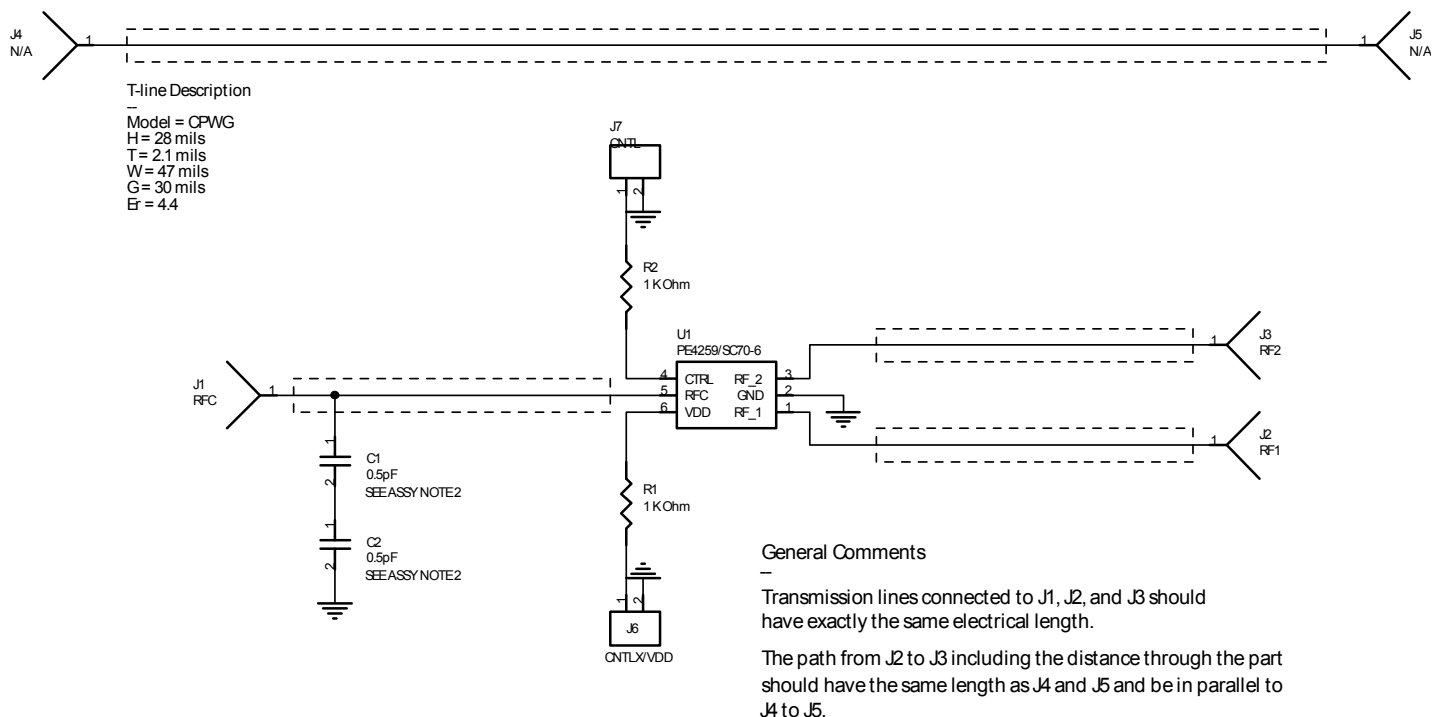 J4
N/A
1
1
J5
N/A
T-line Description
--
Model = CPWG
H = 28 mils
T = 2.1 mils
W = 47 mils
G = 30 mils
Er = 4.4
J7
CNTL
1
2
R2
1 K Ohm
U1
PE4259/SC70-6
4
CTRL
RF_2
3
5
RFC
GND
2
6
VDD
RF_1
1
J1
RFC
1
1
J3
RF2
1
J2
RF1
1
C1
0.5pF
2
SEE ASSY NOTE 2
1
C2
0.5pF
2
SEE ASSY NOTE 2
R1
1 K Ohm
1
2
J6
CNTLX/VDD
General Comments
--
Transmission lines connected to J1, J2, and J3 should
have exactly the same electrical length.
The path from J2 to J3 including the distance through the part
should have the same length as J4 and J5 and be in parallel to
J4 to J5.